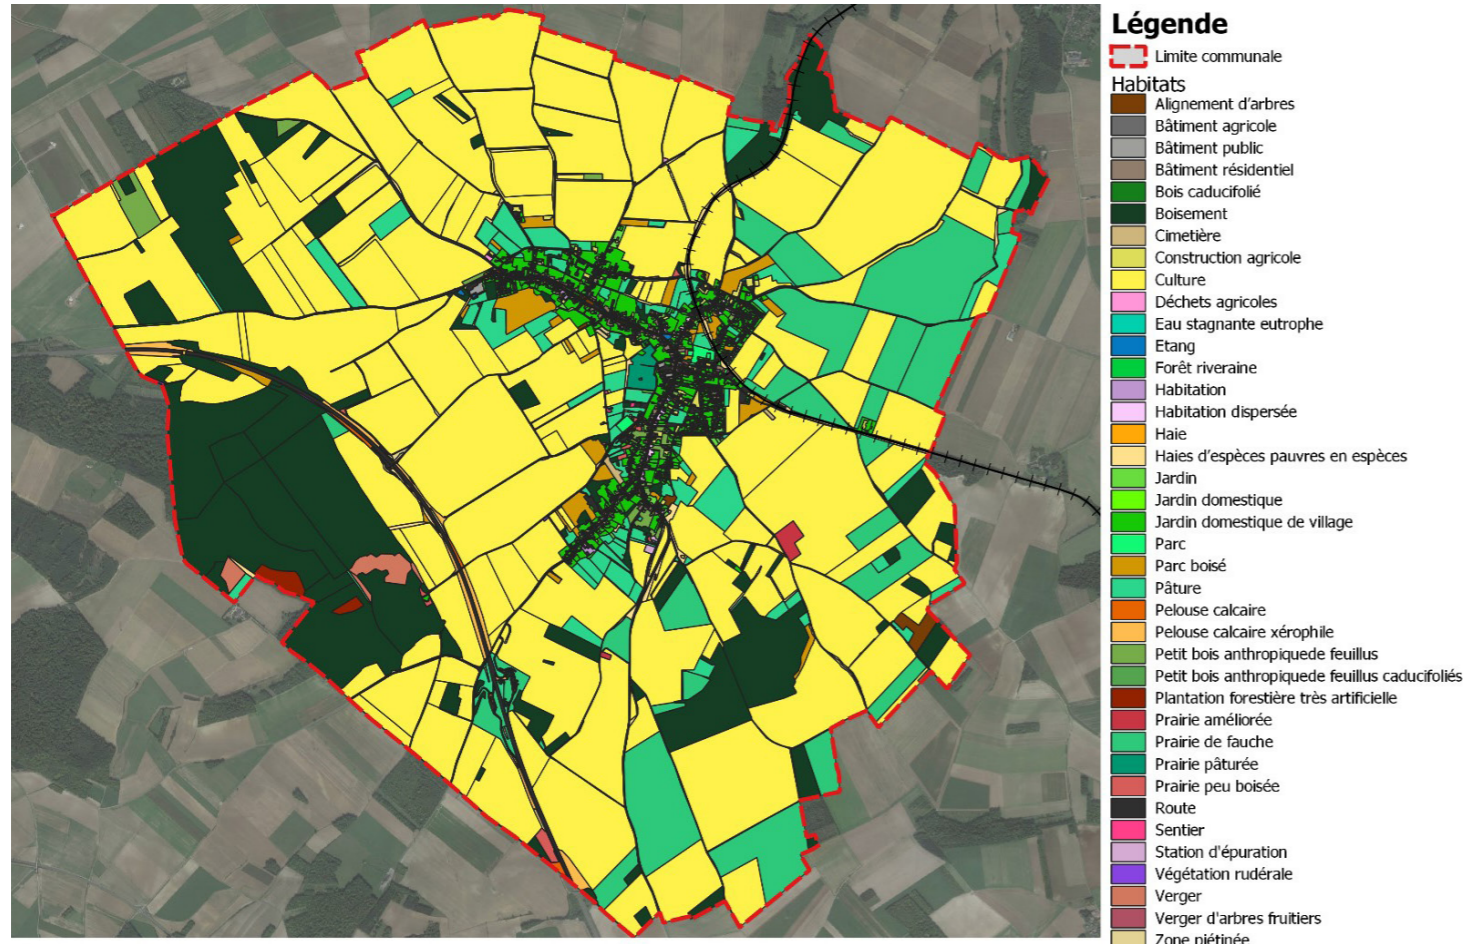 Légende
Limite communale
Habitats
Alignement d'arbres
Bâtiment agricole
Bâtiment public
Bâtiment résidentiel
Bois caducifolié
Boisement
Cimetière
Construction agricole
Culture
Déchets agricoles
Eau stagnante eutrophe
Etang
Forêt riveraine
Habitation
Habitation dispersée
Haie
Haies d'espèces pauvres en espèces
Jardin
Jardin domestique
Jardin domestique de village
Parc
Parc boisé
Pâture
Pelouse calcaire
Pelouse calcaire xérophile
Petit bois anthropiquede feuillus
Petit bois anthropiquede feuillus caducifoliés
Plantation forestière très artificielle
Prairie améliorée
Prairie de fauche
Prairie pâturée
Prairie peu boisée
Route
Sentier
Station d'épuration
Végétation rudérale
Verger
Verger d'arbres fruitiers
Zone piétinée